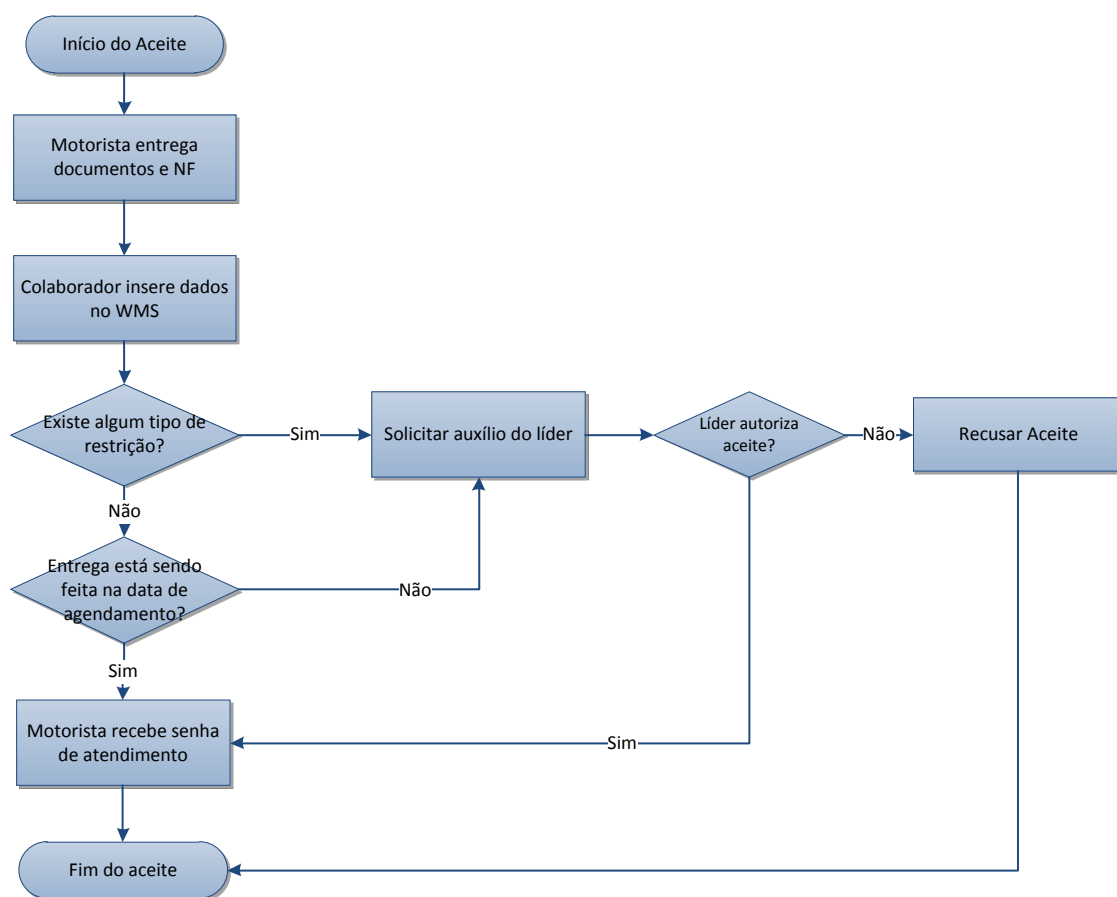 Início do Aceite
Motorista entrega
documentos e NF
Colaborador insere dados
no WMS
Existe algum tipo de
restrição?
Sim
Solicitar auxílio do líder
Líder autoriza
aceite?
Não
Recusar Aceite
Não
Entrega está sendo
feita na data de
agendamento?
Não
Sim
Motorista recebe senha
de atendimento
Sim
Fim do aceite